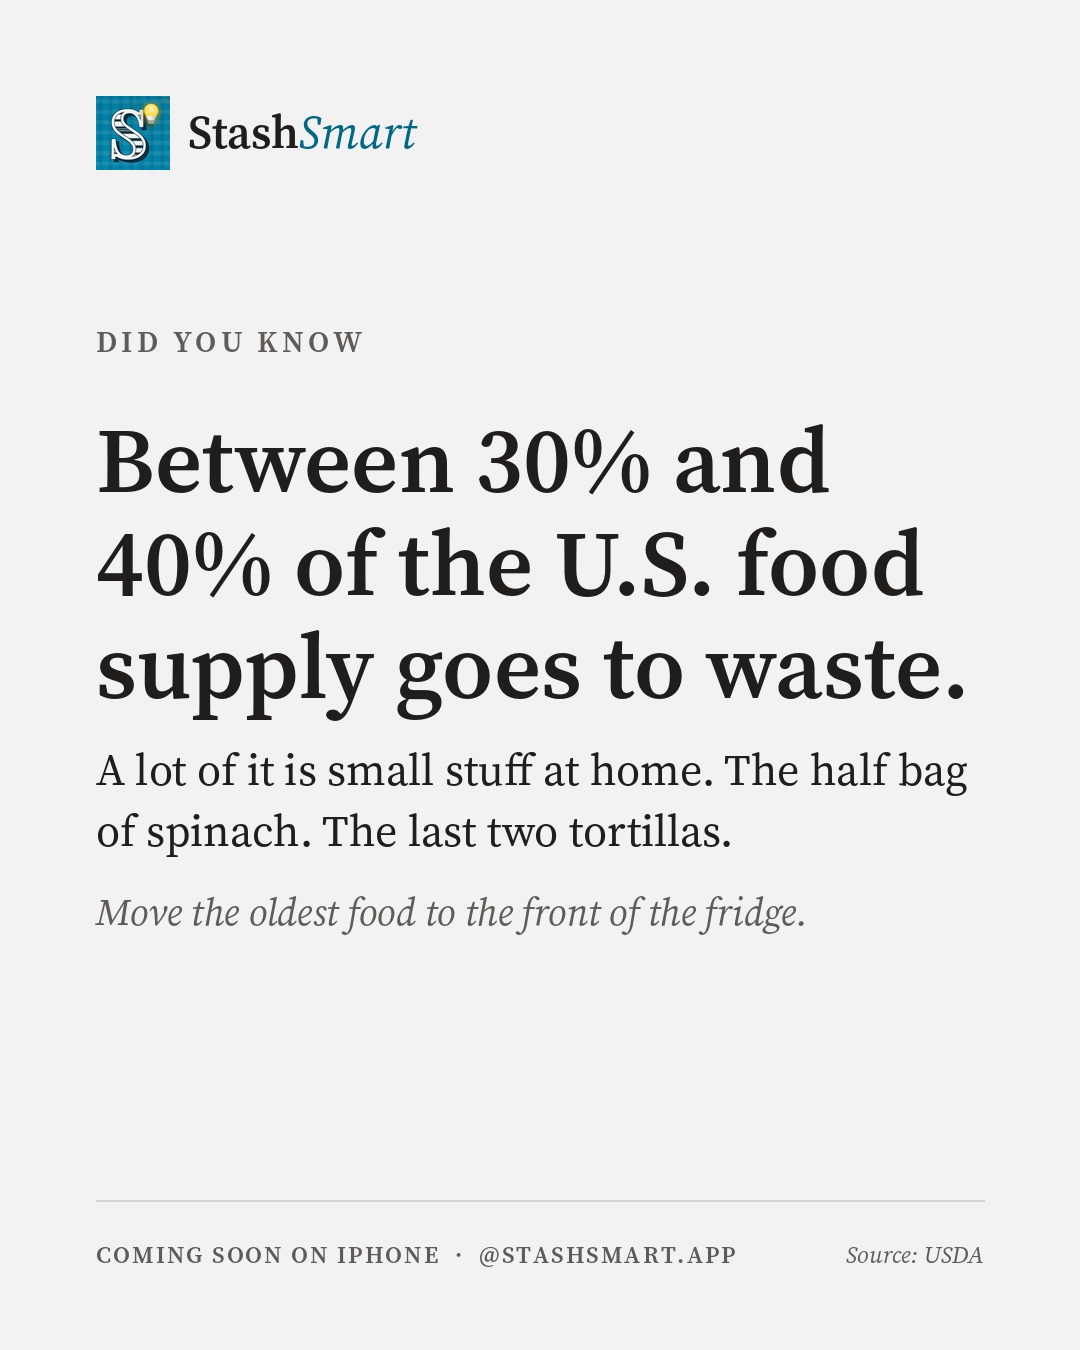 S
StashSmart
DID YOU KNOW
Between 30% and
40% of the U.S. food
supply goes to waste.
A lot of it is small stuff at home. The half bag
of spinach. The last two tortillas.
Move the oldest food to the front of the fridge.
COMING SOON ON IPHONE · @STASHSMART.APP
Source: USDA